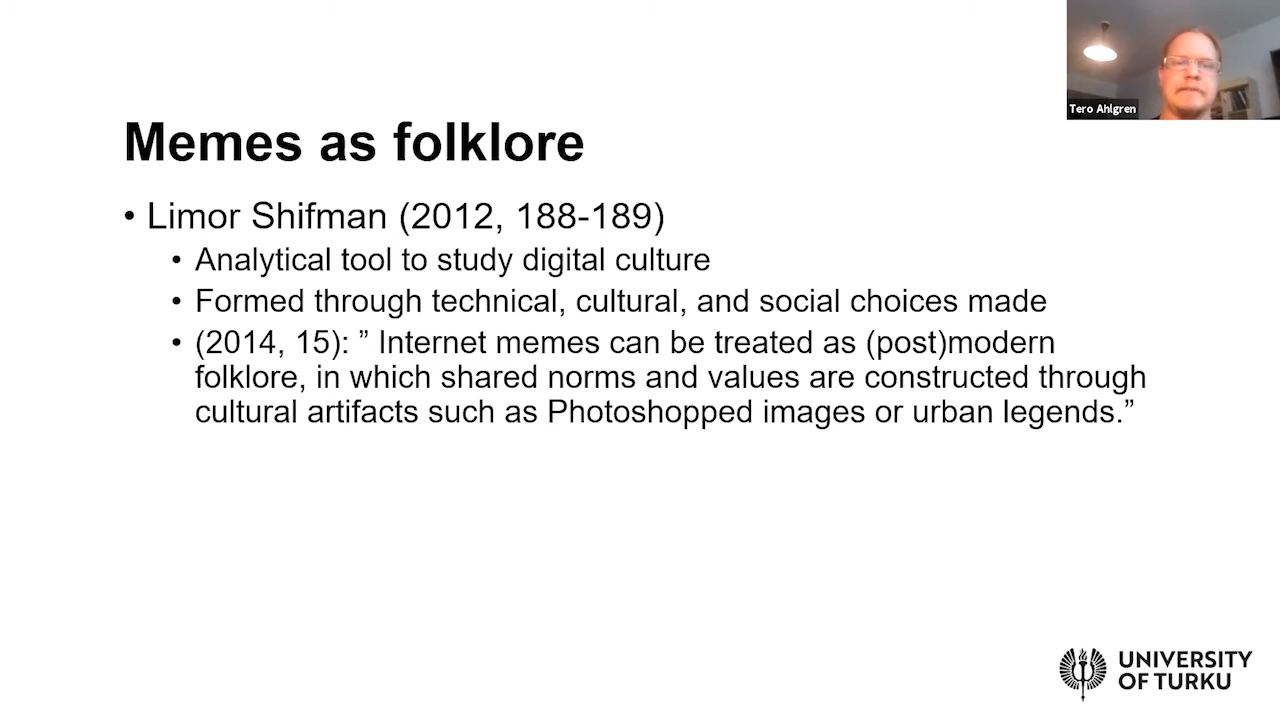 Tero Ahlgren
Memes as folklore
• Limor Shifman (2012, 188-189)
• Analytical tool to study digital culture
• Formed through technical, cultural, and social choices made
• (2014, 15): ” Internet memes can be treated as (post)modern
folklore, in which shared norms and values are constructed through
cultural artifacts such as Photoshopped images or urban legends.”
UNIVERSITY
OF TURKU